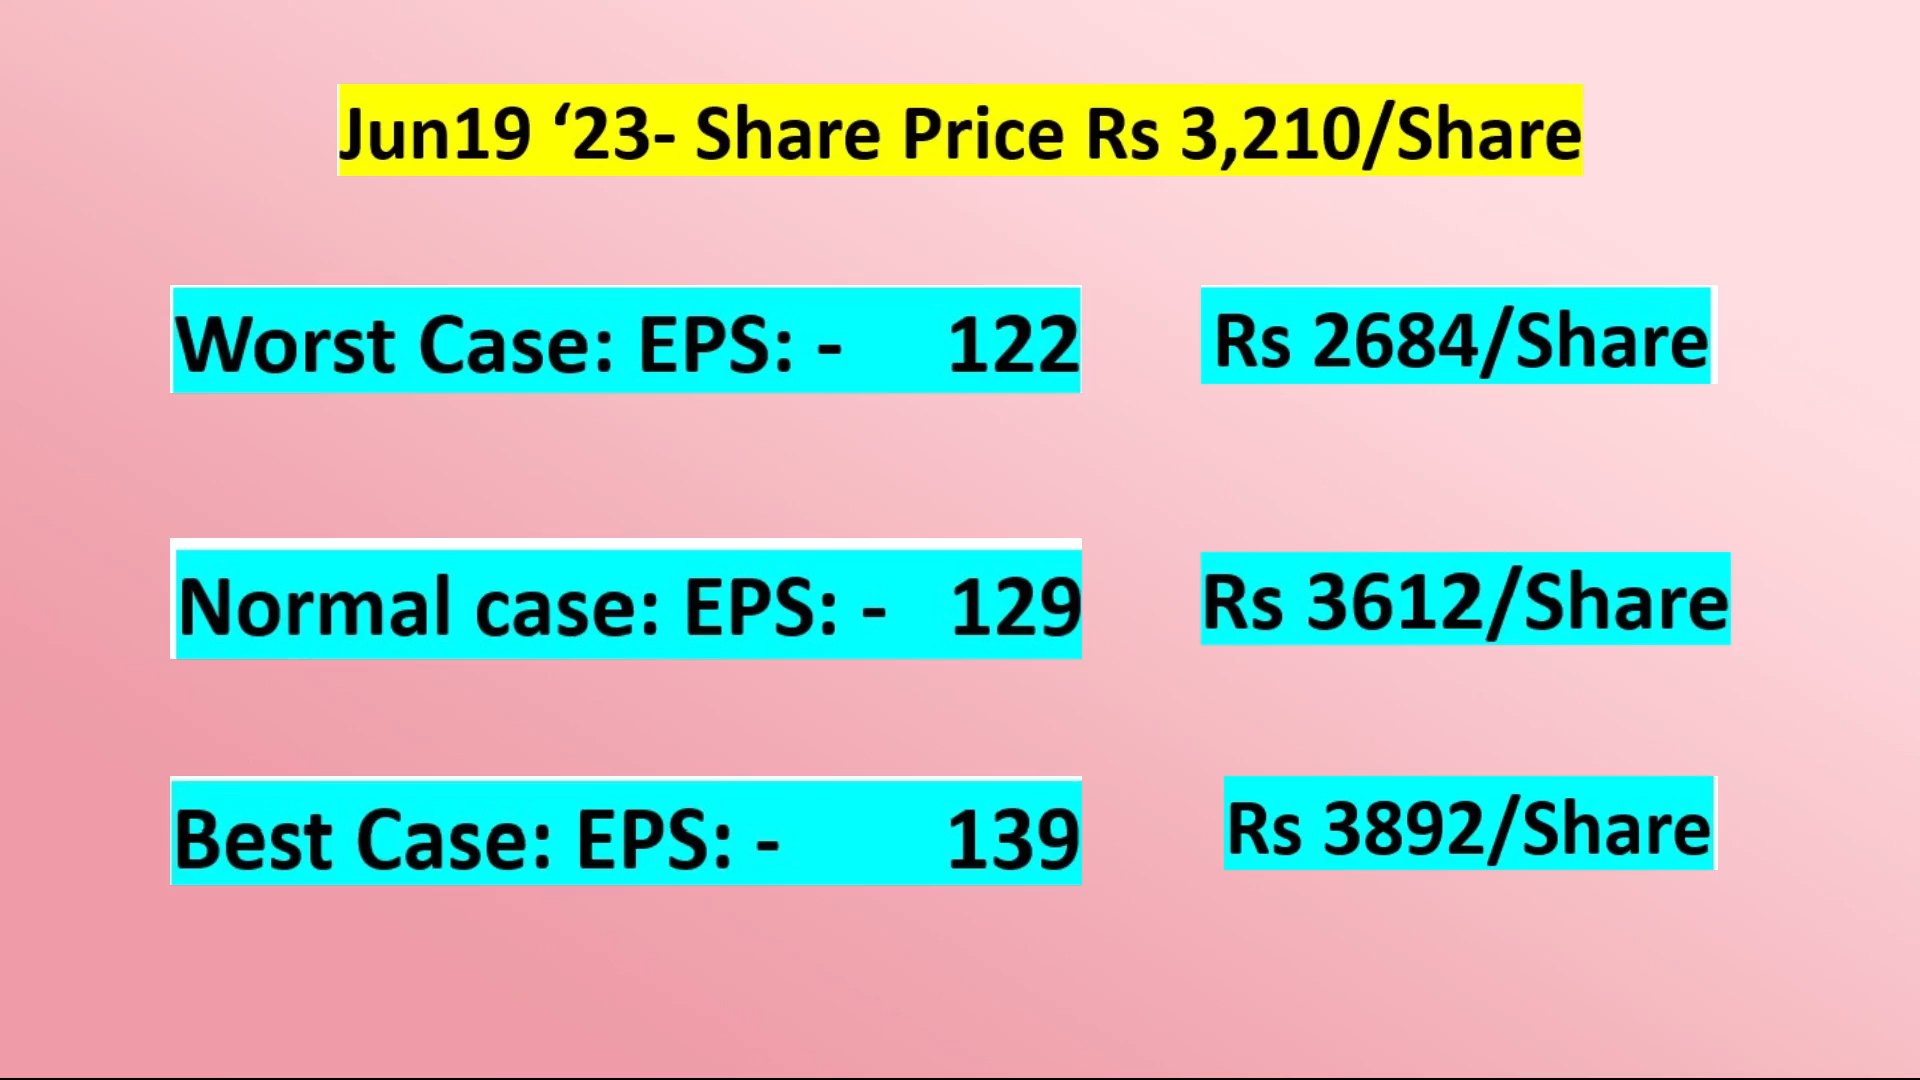 Jun19 ‘23- Share Price Rs 3,210/Share
Worst Case: EPS: - 122 Rs 2684/Share
Normal case: EPS: - 129 Rs 3612/Share
Best Case: EPS: - 139 Rs 3892/Share